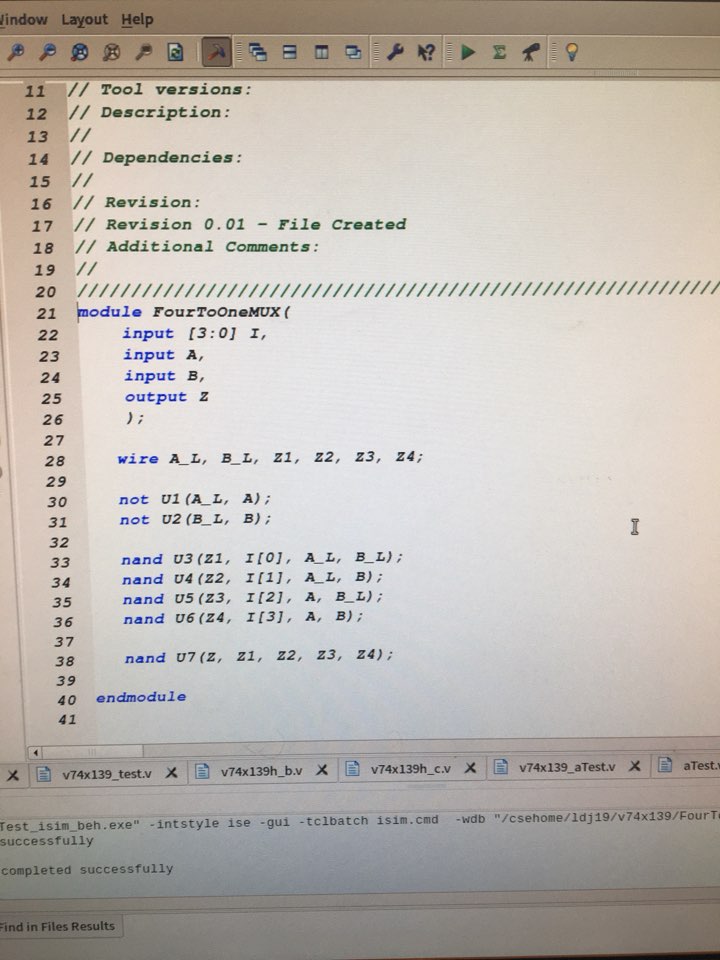 Window Layout Help
11 // Tool versions:
12 // Description:
13 //
14 // Dependencies:
15 //
16 // Revision:
17 // Revision 0.01 - File Created
18 // Additional Comments:
19 //
20 ////////////////////////////////////////////////////////////
21 module FourToOneMUX(
22 input [3:0] I,
23 input A,
24 input B,
25 output Z
26 );
27
28 wire A_L, B_L, Z1, Z2, Z3, Z4;
29
30 not U1(A_L, A);
31 not U2(B_L, B);
32
33 nand U3(Z1, I[0], A_L, B_L);
34 nand U4(Z2, I[1], A_L, B);
35 nand U5(Z3, I[2], A, B_L);
36 nand U6(Z4, I[3], A, B);
37
38 nand U7(Z, Z1, Z2, Z3, Z4);
39
40 endmodule
41
v74x139_test.v v74x139h_b.v v74x139h_c.v v74x139_aTest.v aTest.v
Test_isim_beh.exe" -intstyle ise -gui -tclbatch isim.cmd -wdb "/csehome/ldj19/v74x139/FourTo
successfully
completed successfully
Find in Files Results